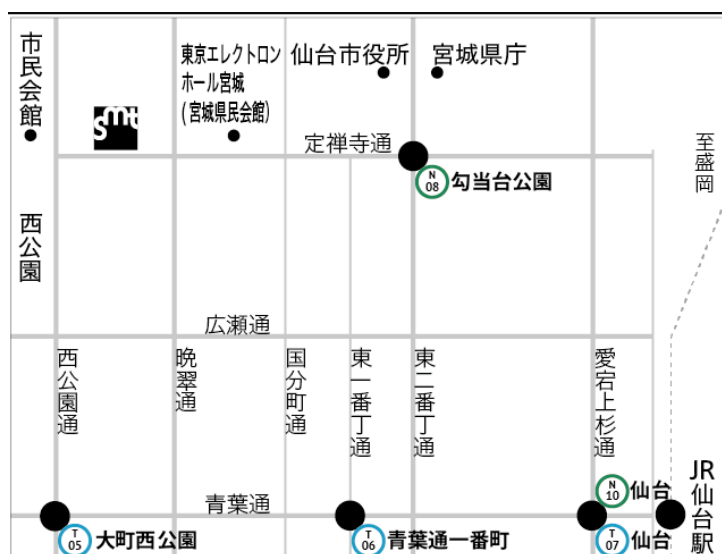 市民会館
smt
東京エレクトロン
ホール宮城
(宮城県民会館)
仙台市役所
宮城県庁
定禅寺通
至盛岡
N
08
勾当台公園
西公園
広瀬通
西公園通
晩翠通
国分町通
東一番丁通
東二番丁通
愛宕上杉通
JR仙台駅
青葉通
N
10
仙台
T
05
大町西公園
T
06
青葉通一番町
T
07
仙台